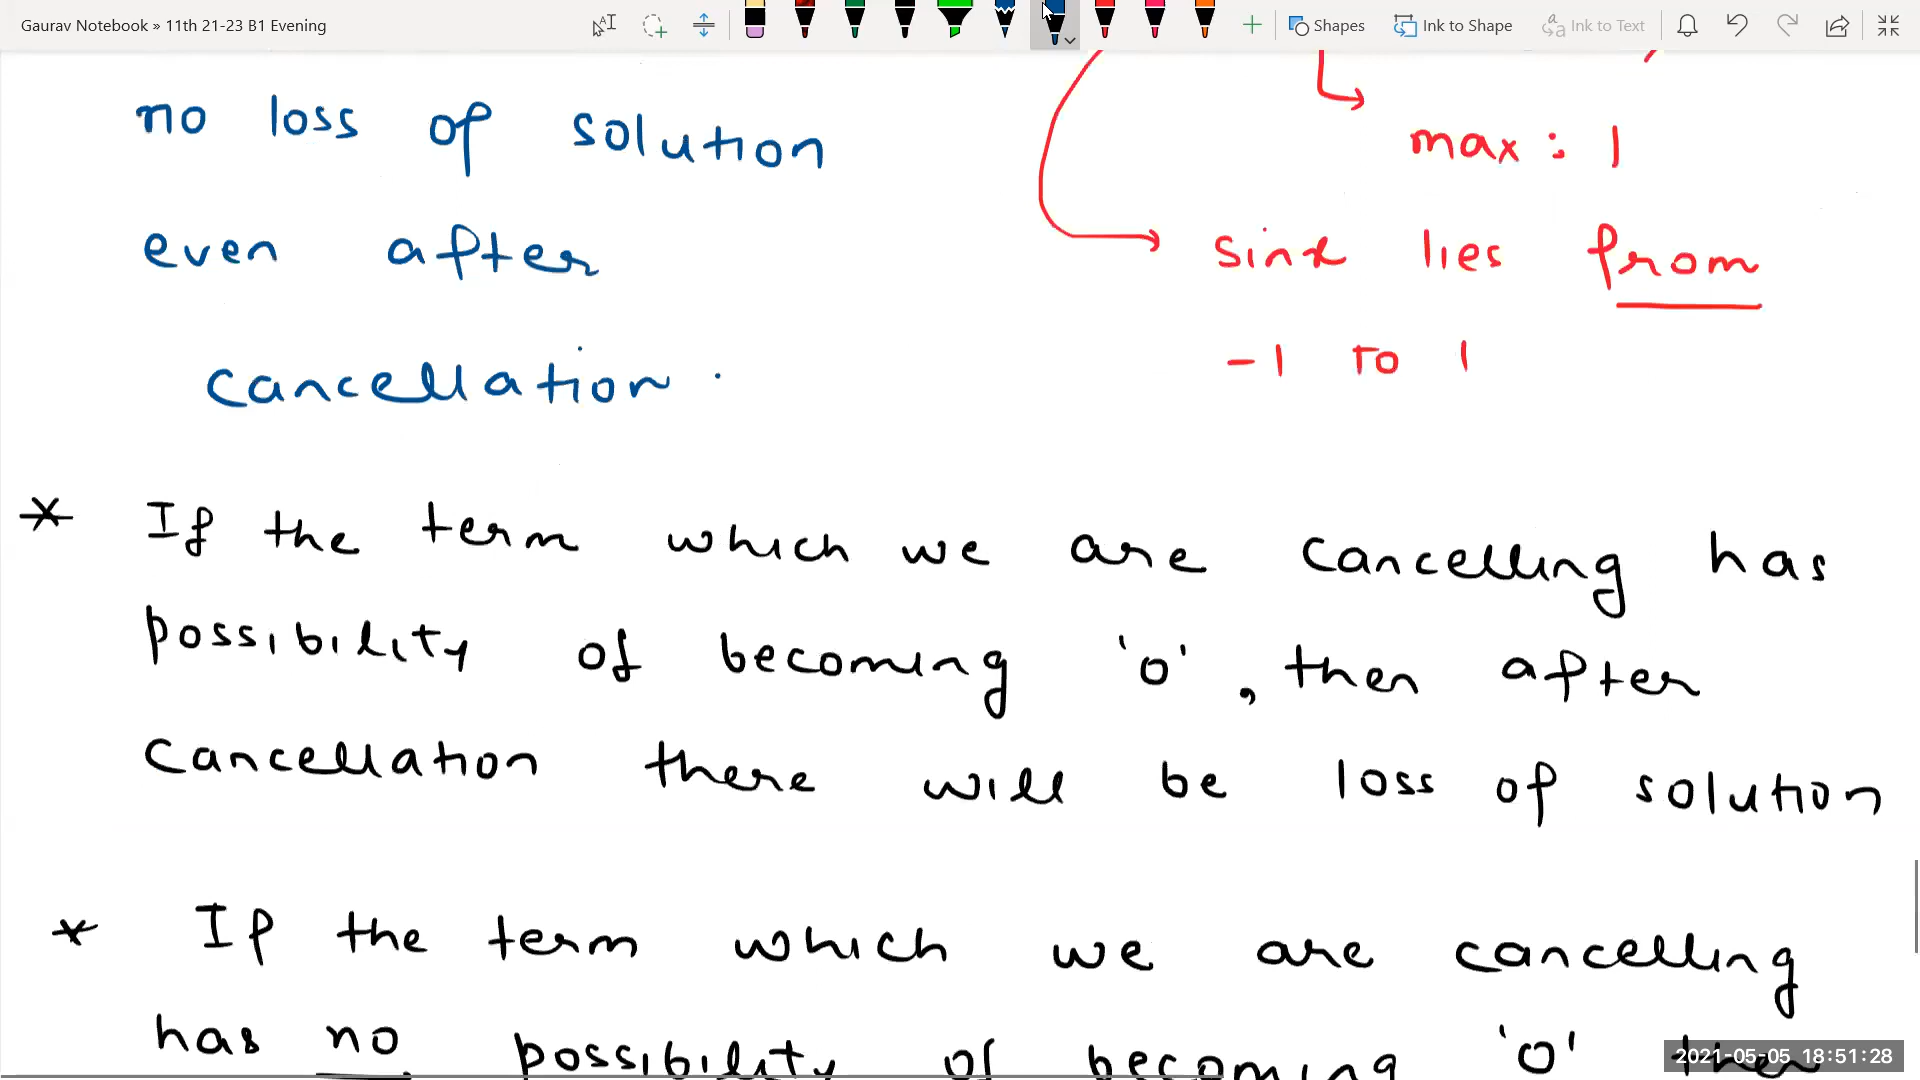 Gaurav Notebook » 11th 21-23 B1 Evening
Shapes
Ink to Shape
Ink to Text
no loss of solution
even after
cancellation.
max : 1
sinx lies from
-1 to 1
* If the term which we are cancelling has
possibility of becoming '0', then after
cancellation there will be loss of solution
* If the term which we are cancelling
has no possibility of becoming '0' then
2021-05-05 18:51:28